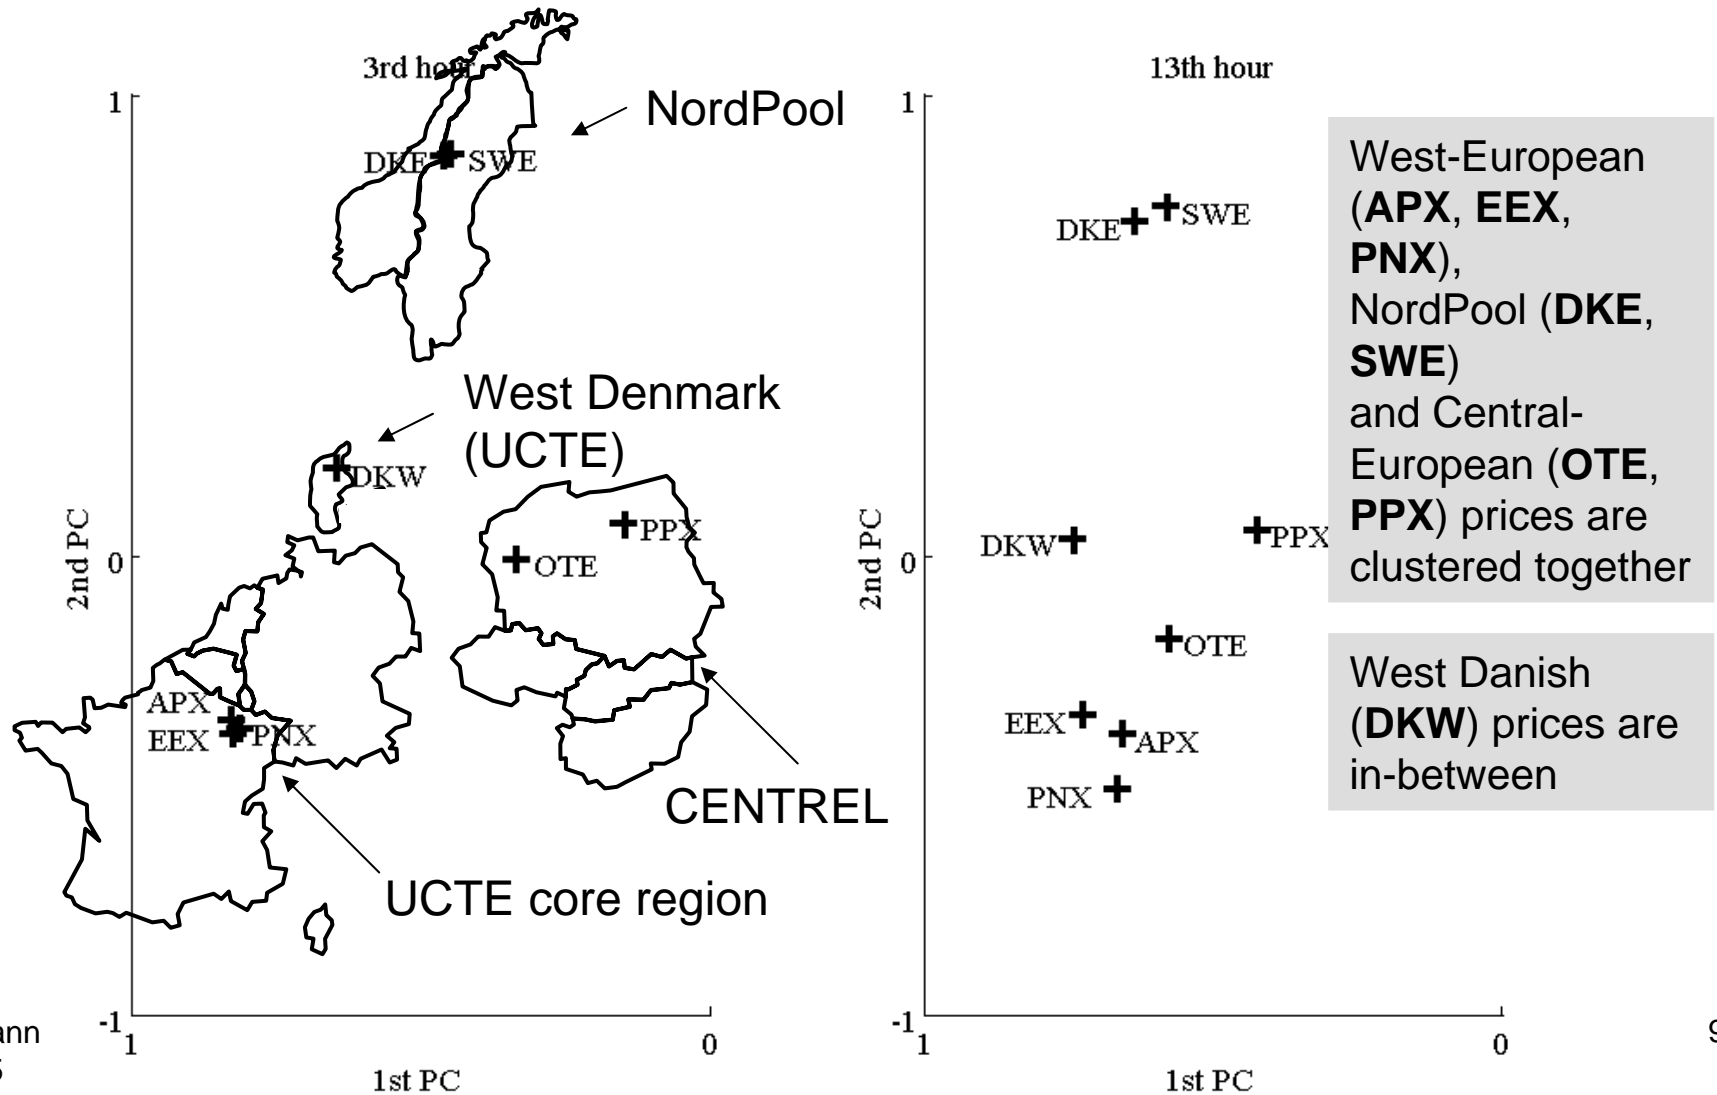 3rd hour
1
NordPool
DKE
SWE
West Denmark
(UCTE)
DKW
PPX
OTE
2nd PC
0
APX
EEX
PNX
CENTREL
UCTE core region
-1
1
0
1st PC
13th hour
1
DKE
SWE
DKW
PPX
2nd PC
0
OTE
EEX
APX
PNX
-1
1
0
1st PC
West-European
(APX, EEX,
PNX),
NordPool (DKE,
SWE)
and Central-
European (OTE,
PPX) prices are
clustered together
West Danish
(DKW) prices are
in-between
ann